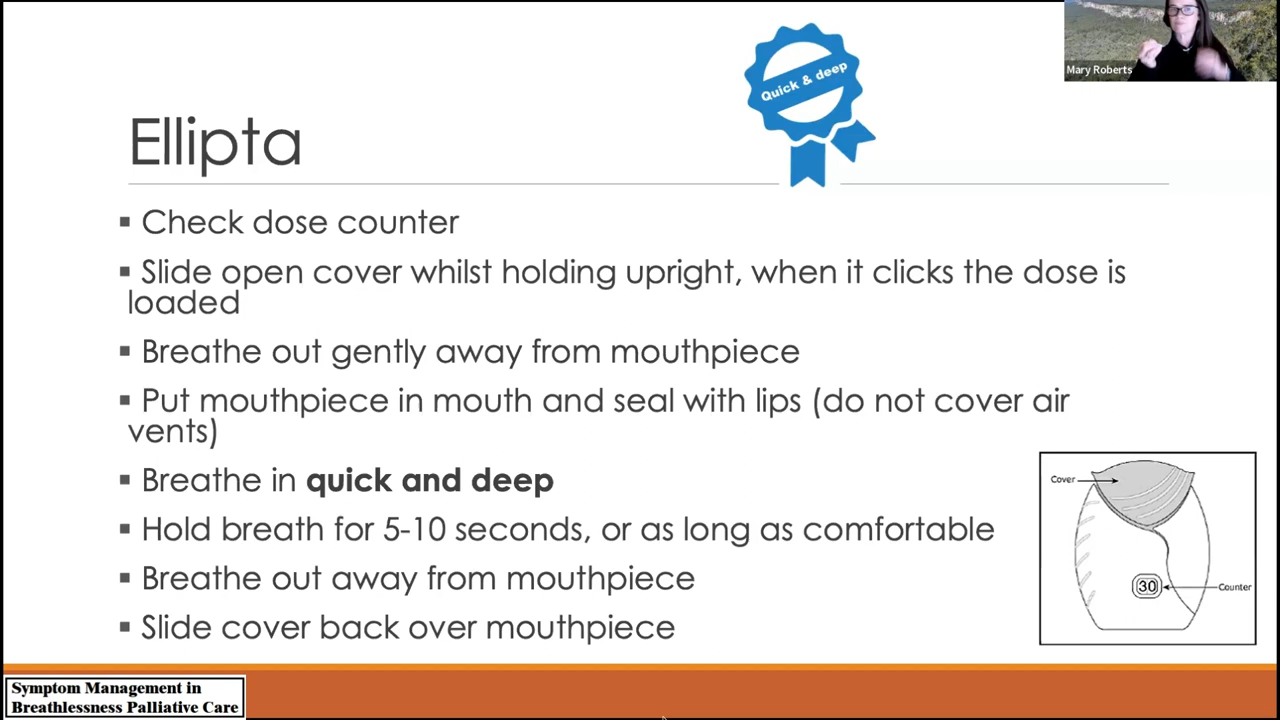 Mary Roberts
Quick & deep
Ellipta
▪ Check dose counter
▪ Slide open cover whilst holding upright, when it clicks the dose is
loaded
▪ Breathe out gently away from mouthpiece
▪ Put mouthpiece in mouth and seal with lips (do not cover air
vents)
▪ Breathe in quick and deep
▪ Hold breath for 5-10 seconds, or as long as comfortable
▪ Breathe out away from mouthpiece
▪ Slide cover back over mouthpiece
Cover
30
Counter
Symptom Management in
Breathlessness Palliative Care